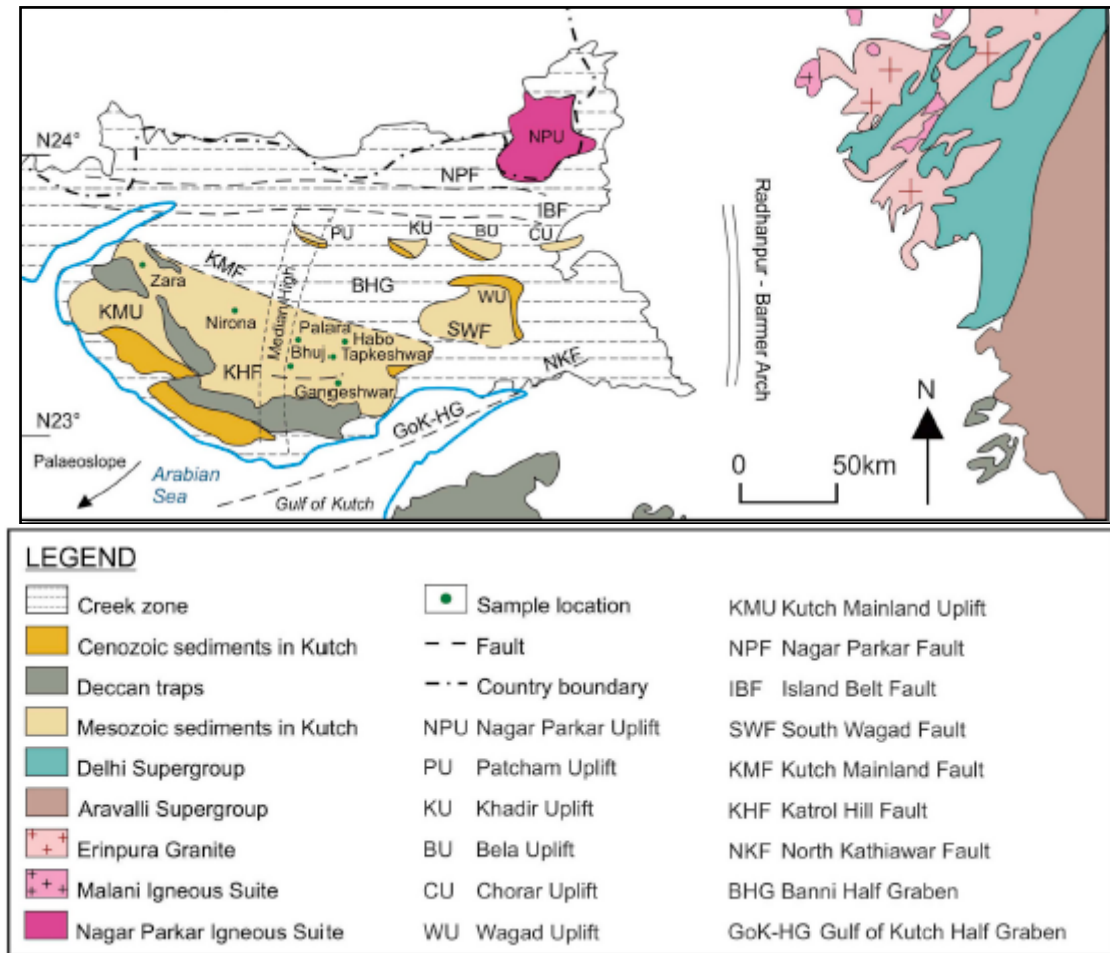 NPU
N24°
NPF
IBF
PU
KU
BU
CU
KMF
Zara
Median High
BHG
WU
KMU
Nirona
Palara
SWF
Habo
Bhuj
Tapkeshwar
KHF
NKF
Gangeshwar
N23°
GoK-HG
Palaeoslope
Arabian
Sea
Gulf of Kutch
Radhanpur - Barmer Arch
N
0 50km
LEGEND
Creek zone
Cenozoic sediments in Kutch
Deccan traps
Mesozoic sediments in Kutch
Delhi Supergroup
Aravalli Supergroup
Erinpura Granite
Malani Igneous Suite
Nagar Parkar Igneous Suite
Sample location
Fault
Country boundary
NPU Nagar Parkar Uplift
PU Patcham Uplift
KU Khadir Uplift
BU Bela Uplift
CU Chorar Uplift
WU Wagad Uplift
KMU Kutch Mainland Uplift
NPF Nagar Parkar Fault
IBF Island Belt Fault
SWF South Wagad Fault
KMF Kutch Mainland Fault
KHF Katrol Hill Fault
NKF North Kathiawar Fault
BHG Banni Half Graben
GoK-HG Gulf of Kutch Half Graben